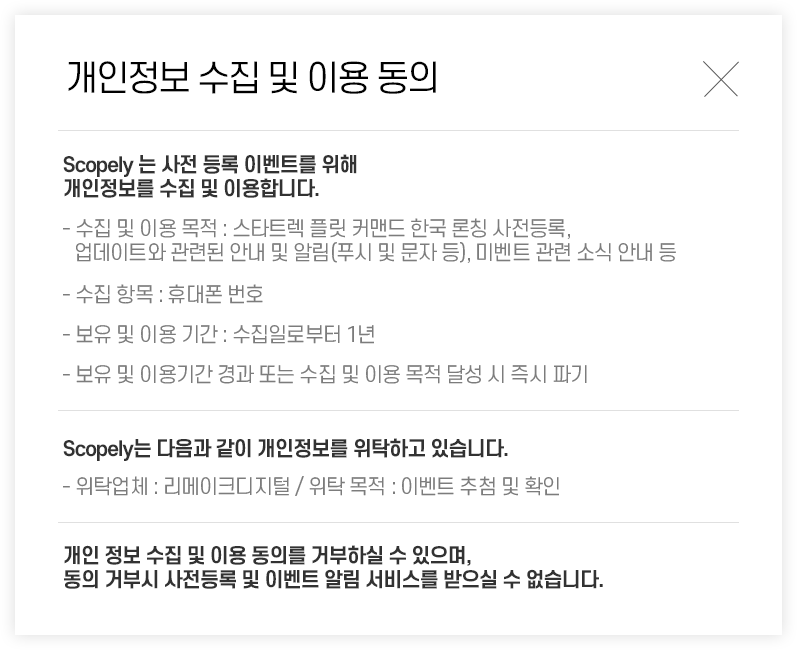 개인정보 수집 및 이용 동의
Scopely 는 사전 등록 이벤트를 위해
개인정보를 수집 및 이용합니다.
- 수집 및 이용 목적 : 스타트렉 플릿 커맨드 한국 론칭 사전등록,
업데이트와 관련된 안내 및 알림(푸시 및 문자 등), 미벤트 관련 소식 안내 등
- 수집 항목 : 휴대폰 번호
- 보유 및 이용 기간 : 수집일로부터 1년
- 보유 및 이용기간 경과 또는 수집 및 이용 목적 달성 시 즉시 파기
Scopely는 다음과 같이 개인정보를 위탁하고 있습니다.
- 위탁업체 : 리메이크디지털 / 위탁 목적 : 이벤트 추첨 및 확인
개인 정보 수집 및 이용 동의를 거부하실 수 있으며,
동의 거부시 사전등록 및 이벤트 알림 서비스를 받으실 수 없습니다.